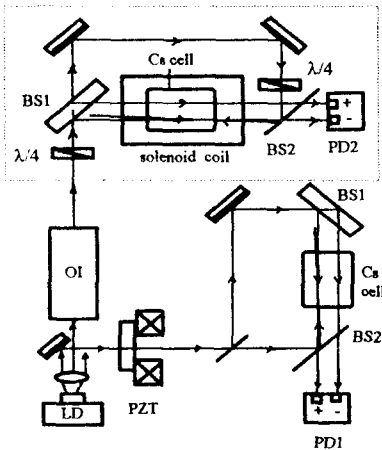 Cs cell
λ/4
BS1
+
-
solenoid coil
BS2
PD2
λ/4
BS1
OI
Cs
cell
BS2
LD
PZT
+
-
PD1